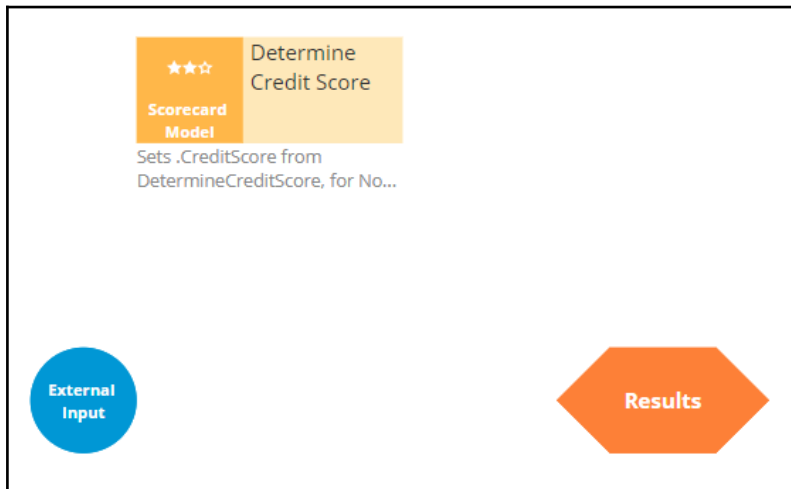 Determine
Credit Score
Scorecard
Model
Sets .CreditScore from
DetermineCreditScore, for No...
External
Input
Results